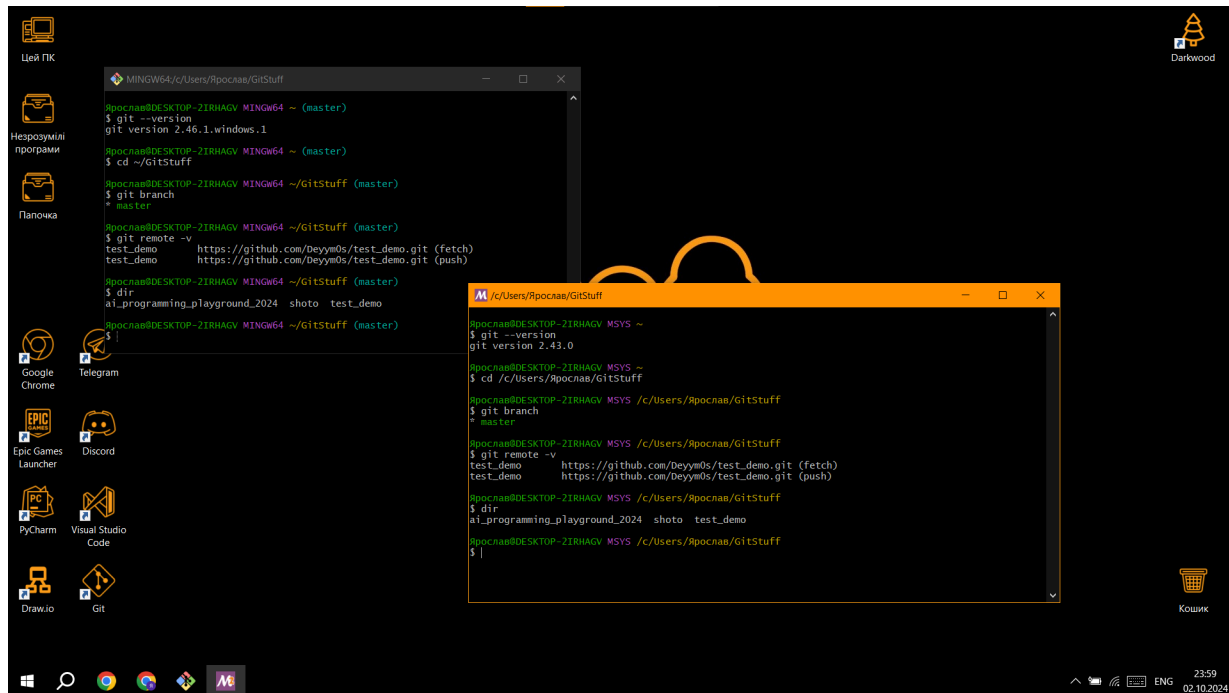 Цей ПК
Незрозумілі
програми
Папочка
Google
Chrome
Telegram
Epic Games
Launcher
Discord
PyCharm
Visual Studio
Code
Draw.io
Git
MINGW64:/c/Users/Ярослав/GitStuff
Ярослав@DESKTOP-2IRHAGV MINGW64 ~ (master)
$ git --version
git version 2.46.1.windows.1
Ярослав@DESKTOP-2IRHAGV MINGW64 ~ (master)
$ cd ~/GitStuff
Ярослав@DESKTOP-2IRHAGV MINGW64 ~/GitStuff (master)
$ git branch
* master
Ярослав@DESKTOP-2IRHAGV MINGW64 ~/GitStuff (master)
$ git remote -v
test_demo https://github.com/Deyym0s/test_demo.git (fetch)
test_demo https://github.com/Deyym0s/test_demo.git (push)
Ярослав@DESKTOP-2IRHAGV MINGW64 ~/GitStuff (master)
$ dir
ai_programming_playground_2024 shoto test_demo
Ярослав@DESKTOP-2IRHAGV MINGW64 ~/GitStuff (master)
$
/c/Users/Ярослав/GitStuff
Ярослав@DESKTOP-2IRHAGV MSYS ~
$ git --version
git version 2.43.0
Ярослав@DESKTOP-2IRHAGV MSYS ~
$ cd /c/Users/Ярослав/GitStuff
Ярослав@DESKTOP-2IRHAGV MSYS /c/Users/Ярослав/GitStuff
$ git branch
* master
Ярослав@DESKTOP-2IRHAGV MSYS /c/Users/Ярослав/GitStuff
$ git remote -v
test_demo https://github.com/Deyym0s/test_demo.git (fetch)
test_demo https://github.com/Deyym0s/test_demo.git (push)
Ярослав@DESKTOP-2IRHAGV MSYS /c/Users/Ярослав/GitStuff
$ dir
ai_programming_playground_2024 shoto test_demo
Ярослав@DESKTOP-2IRHAGV MSYS /c/Users/Ярослав/GitStuff
$
Darkwood
Кошик
ENG
23:59
02.10.2024